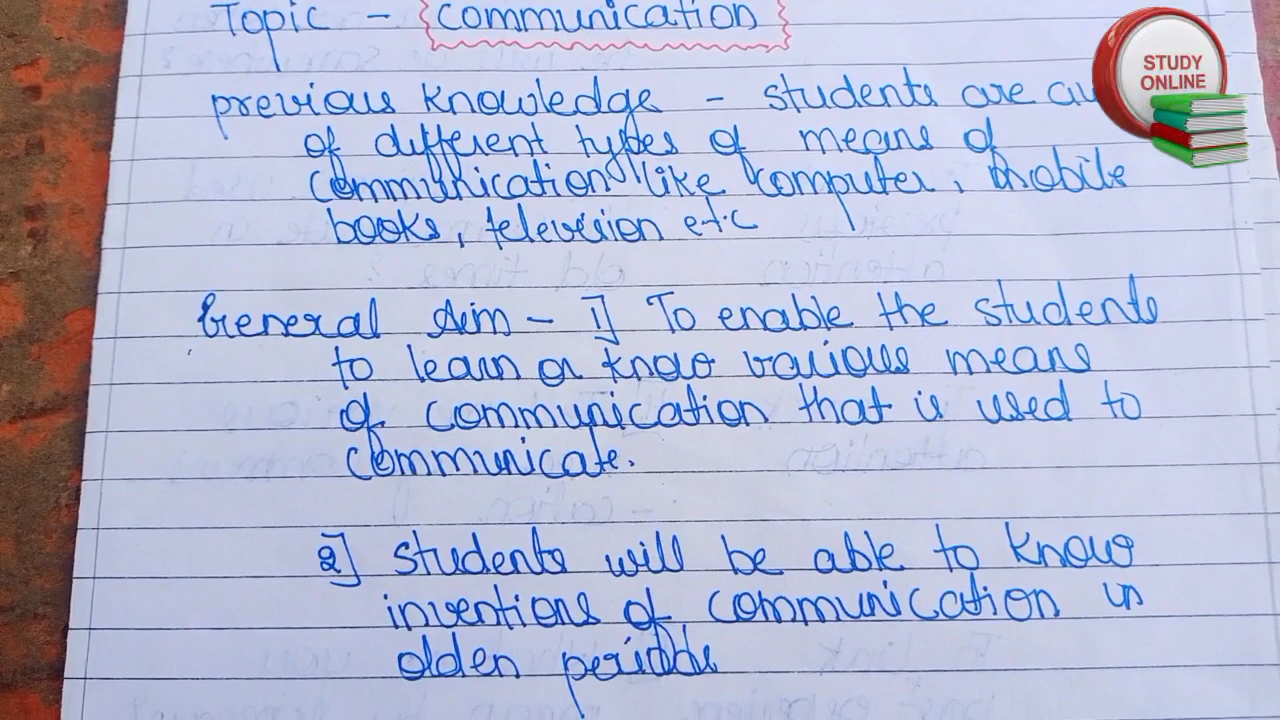 Topic - Communication
STUDY
ONLINE
previous knowledge - students are
of different types of means of
communication like computer, mobile
books, television etc
General Aim - 1] To enable the students
to learn or know various means
of communication that is used to
communicate.
2] students will be able to know
inventions of communication in
olden periods